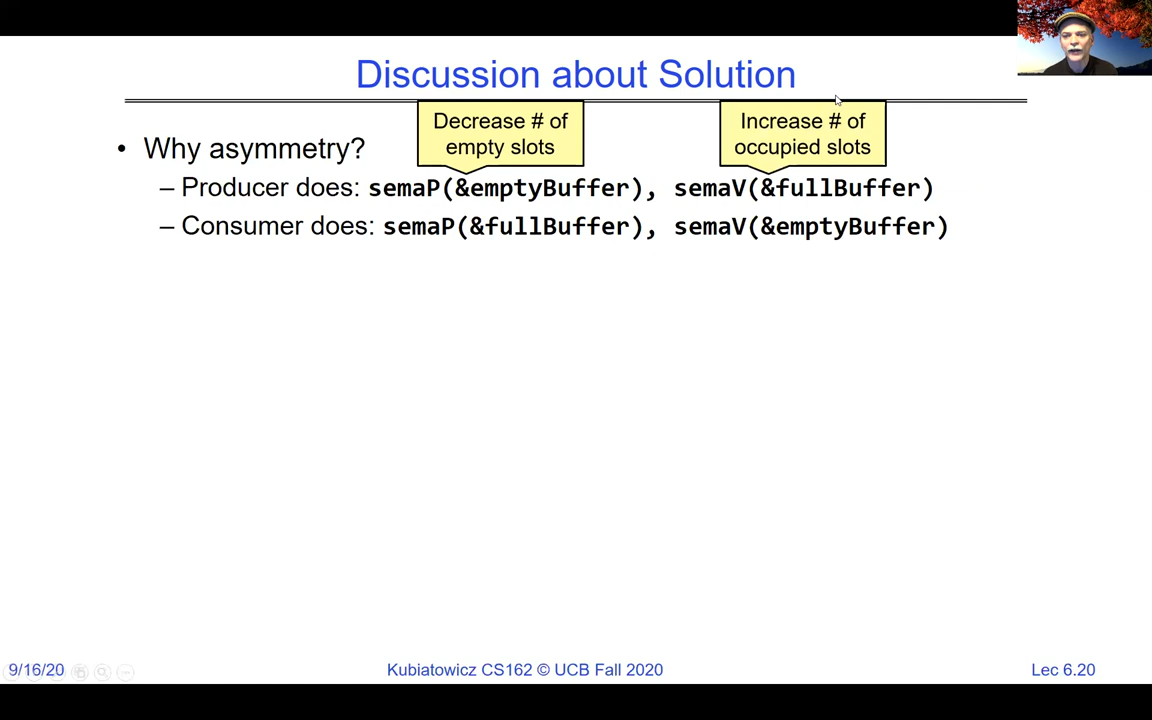 Discussion about Solution
Decrease # of
empty slots
Increase # of
occupied slots
• Why asymmetry?
– Producer does: semaP(&emptyBuffer), semaV(&fullBuffer)
– Consumer does: semaP(&fullBuffer), semaV(&emptyBuffer)
9/16/20
Kubiatowicz CS162 © UCB Fall 2020
Lec 6.20